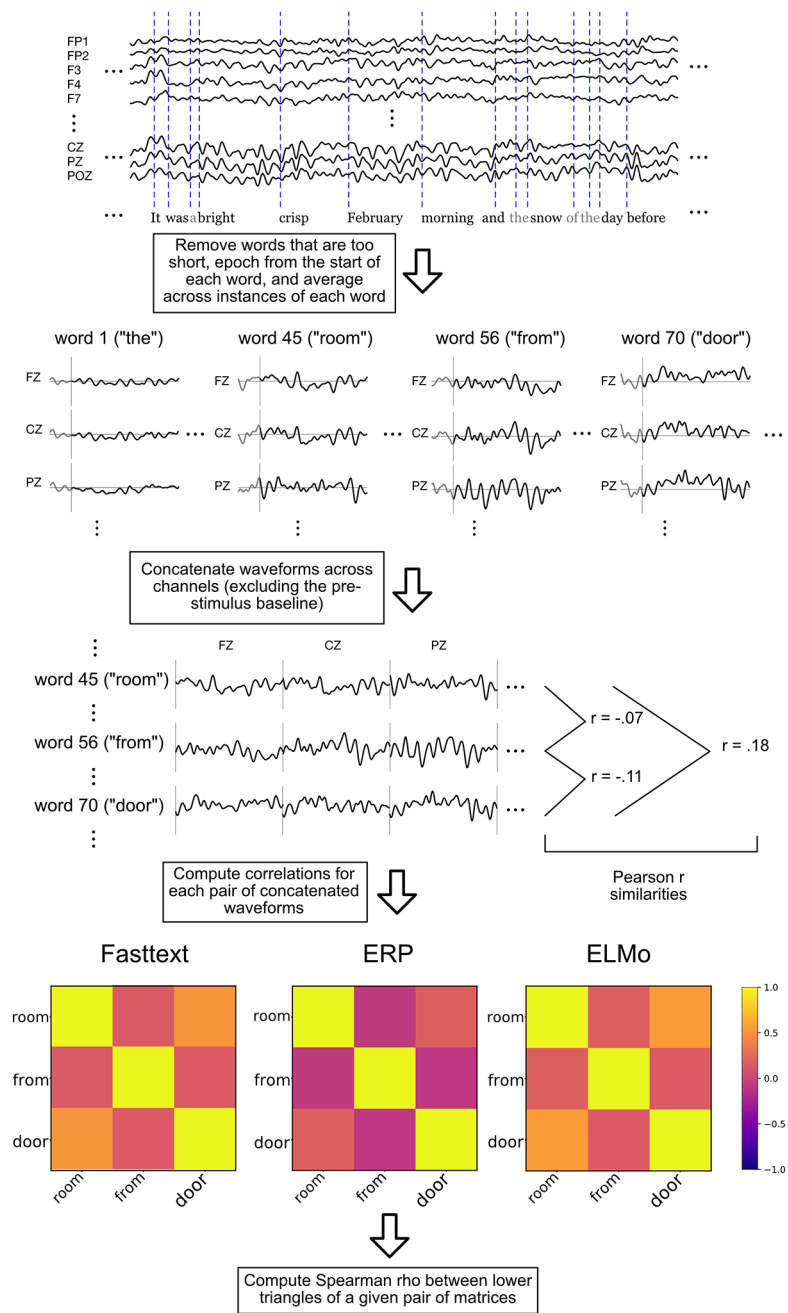 FP1
FP2
F3
F4
F7
CZ
PZ
POZ
It was a bright crisp February morning and the snow of the day before
Remove words that are too
short, epoch from the start of
each word, and average
across instances of each word
word 1 ("the") word 45 ("room") word 56 ("from") word 70 ("door")
FZ FZ FZ FZ
CZ CZ CZ CZ
PZ PZ PZ PZ
Concatenate waveforms across
channels (excluding the pre-
stimulus baseline)
FZ CZ PZ
word 45 ("room")
r = -.07
word 56 ("from")
r = .18
r = -.11
word 70 ("door")
Compute correlations for
each pair of concatenated
waveforms
Pearson r
similarities
Fasttext ERP ELMo
room room room 1.0
0.5
from from from 0.0
−0.5
door door door
−1.0
room from door room from door room from door
Compute Spearman rho between lower
triangles of a given pair of matrices